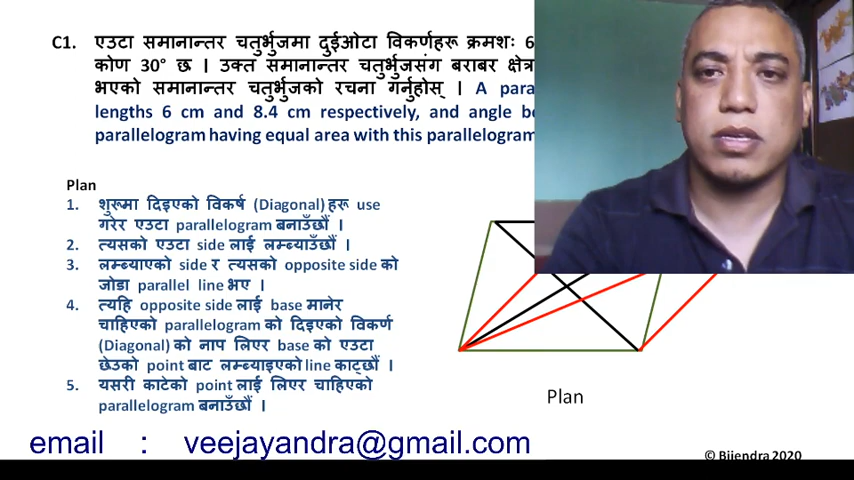 C1. एउटा समानान्तर चतुर्भुजमा दुईओटा विकर्णहरू क्रमशः 6
कोण 30° छ । उक्त समानान्तर चतुर्भुजसंग बराबर क्षेत्र
भएको समानान्तर चतुर्भुजको रचना गर्नुहोस् । A para
lengths 6 cm and 8.4 cm respectively, and angle be
parallelogram having equal area with this parallelogram
Plan
1. शुरूमा दिइएको विकर्ष (Diagonal) हरू use
गरेर एउटा parallelogram बनाउँछौं ।
2. त्यसको एउटा side लाई लम्ब्याउँछौं ।
3. लम्ब्याएको side र त्यसको opposite side को
जोडा parallel line भए ।
4. त्यहि opposite side लाई base मानेर
चाहिएको parallelogram को दिइएको विकर्ण
(Diagonal) को नाप लिएर base को एउटा
छेउको point बाट लम्ब्याइएको line काट्छौं ।
5. यसरी काटेको point लाई लिएर चाहिएको
parallelogram बनाउँछौं ।
Plan
email : veejayandra@gmail.com
© Bijendra 2020